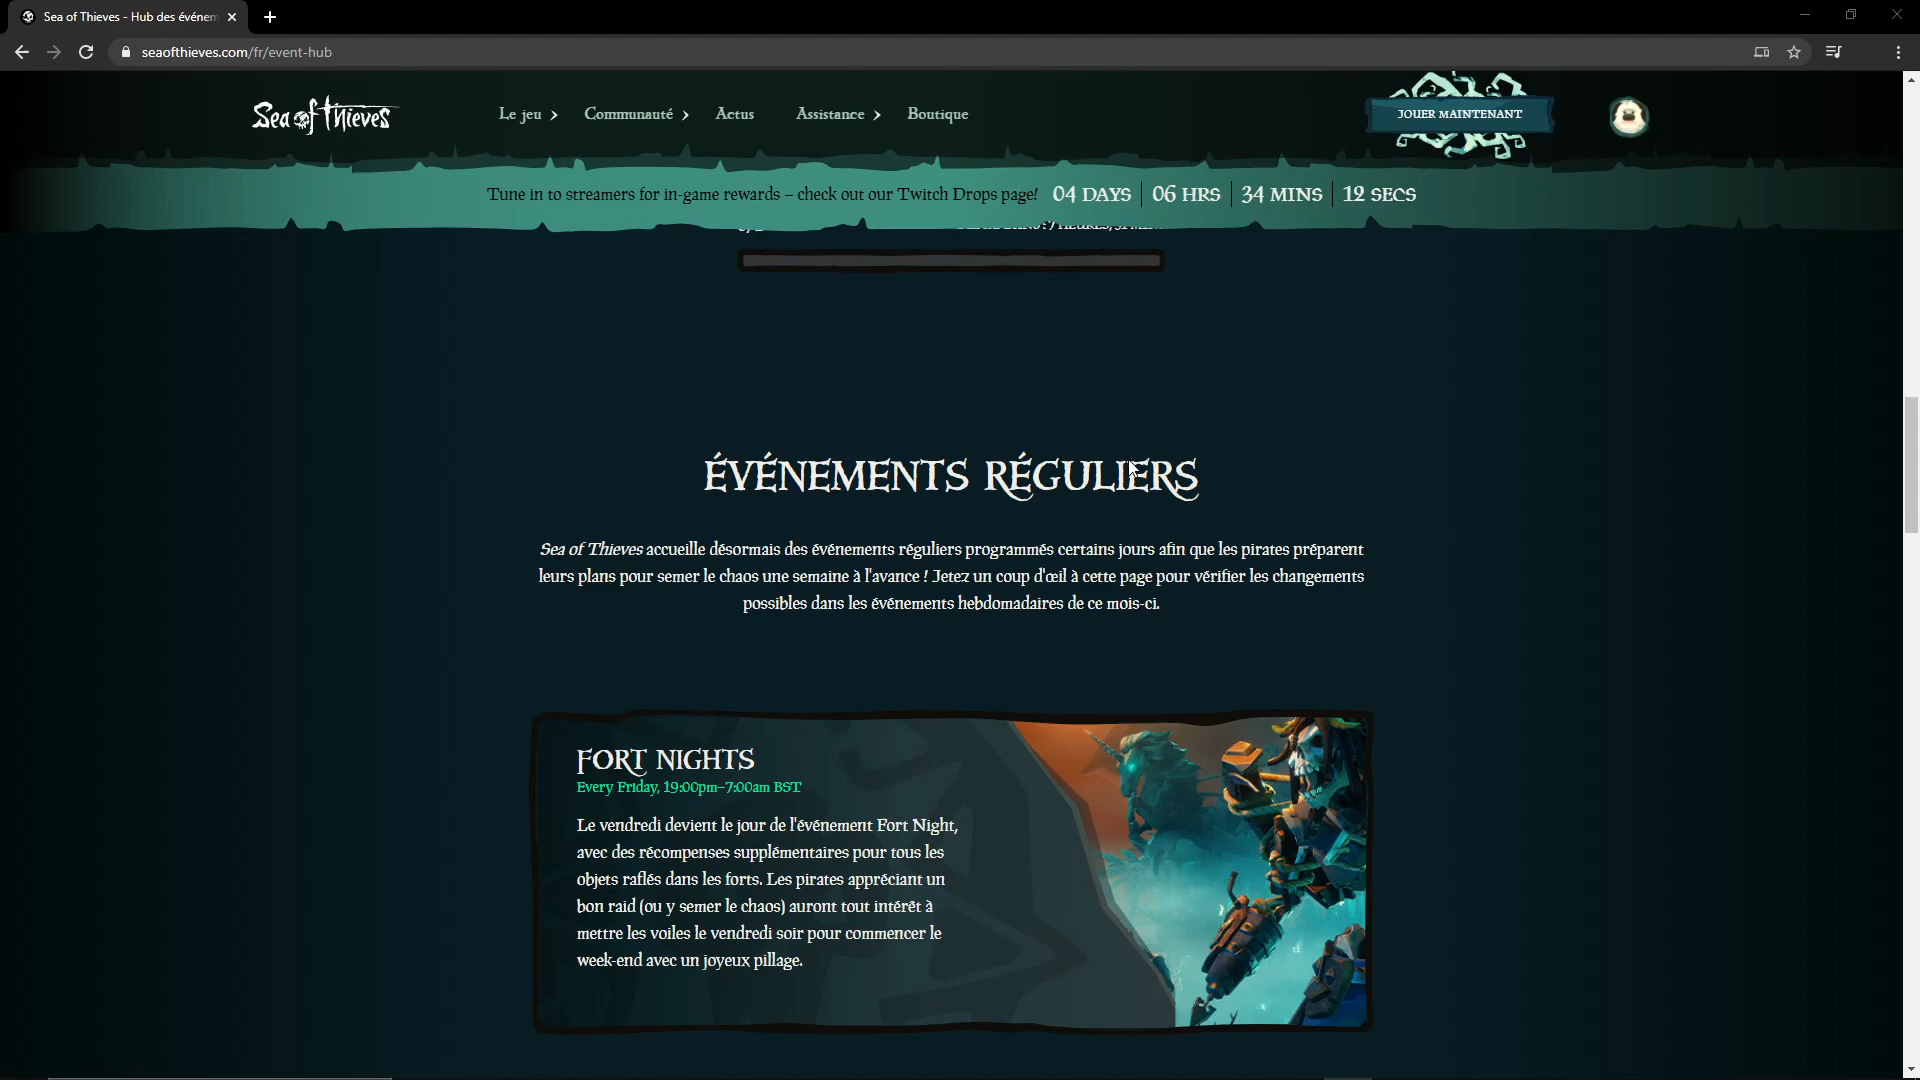 Sea of Thieves - Hub des événem
seaofthieves.com/fr/event-hub
Sea of Thieves
Le jeu
Communauté
Actus
Assistance
Boutique
JOUER MAINTENANT
Tune in to streamers for in-game rewards – check out our Twitch Drops page! 04 DAYS 06 HRS 34 MINS 12 SECS
ÉVÉNEMENTS RÉGULIERS
Sea of Thieves accueille désormais des événements réguliers programmés certains jours afin que les pirates préparent
leurs plans pour semer le chaos une semaine à l'avance ! Jetez un coup d'œil à cette page pour vérifier les changements
possibles dans les événements hebdomadaires de ce mois-ci.
FORT NIGHTS
Every Friday, 19:00pm–7:00am BST
Le vendredi devient le jour de l'événement Fort Night,
avec des récompenses supplémentaires pour tous les
objets raflés dans les forts. Les pirates appréciant un
bon raid (ou y semer le chaos) auront tout intérêt à
mettre les voiles le vendredi soir pour commencer le
week-end avec un joyeux pillage.